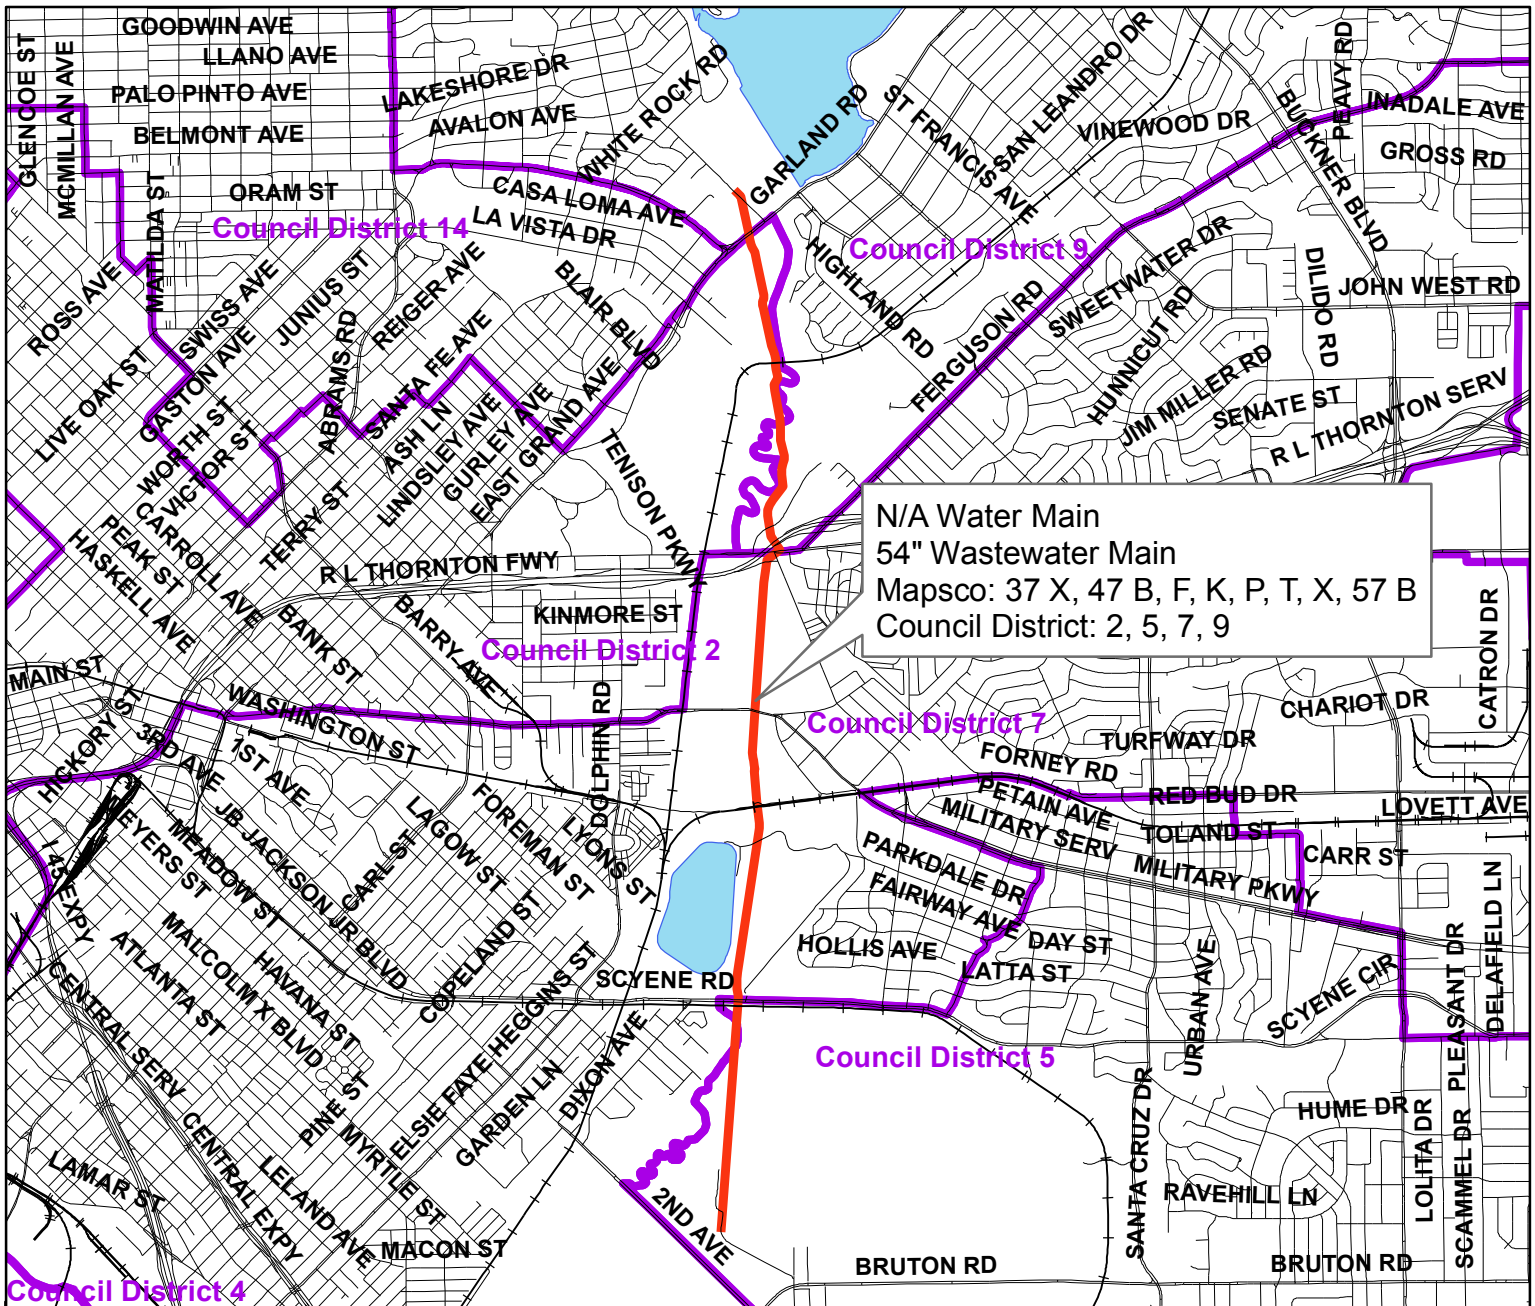 GOODWIN AVE
LLANO AVE
PALO PINTO AVE
BELMONT AVE
GLENCOE ST
MCMILLAN AVE
LAKESHORE DR
AVALON AVE
WHITE ROCK RD
GARLAND RD
ST FRANCIS AVE
SAN LEANDRO DR
VINEWOOD DR
BUCKNER BLVD
PEAVY RD
INADALE AVE
GROSS RD
ORAM ST
MATILDA ST
Council District 14
CASA LOMA AVE
LA VISTA DR
Council District 9
HIGHLAND RD
SWEETWATER DR
DILIDO RD
JOHN WEST RD
ROSS AVE
SWISS AVE
JUNIUS ST
REIGER AVE
BLAIR BLVD
FERGUSON RD
HUNNICUT RD
JIM MILLER RD
SENATE ST
R L THORNTON SERV
LIVE OAK ST
GASTON AVE
WORTH ST
VICTOR ST
ABRAMS RD
SANTA FE AVE
ASH LN
LINDSLEY AVE
GURLEY AVE
EAST GRAND AVE
TENISON PKWY
TERRY ST
CARROLL AVE
PEAK ST
HASKELL AVE
R L THORNTON FWY
N/A Water Main
54" Wastewater Main
Mapsco: 37 X, 47 B, F, K, P, T, X, 57 B
Council District: 2, 5, 7, 9
KINMORE ST
BARRY AVE
BANK ST
Council District 2
CATRON DR
MAIN ST
WASHINGTON ST
DOLPHIN RD
Council District 7
CHARIOT DR
TURFWAY DR
FORNEY RD
HICKORY ST
3RD AVE
1ST AVE
RED BUD DR
LOVETT AVE
PETAIN AVE
MILITARY SERV
TOLAND ST
MILITARY PKWY
CARR ST
JB JACKSON JR BLVD
MEADOW ST
MEYERS ST
I 45 EXPY
LAGOW ST
FOREMAN ST
LYONS ST
CARL ST
PARKDALE DR
FAIRWAY AVE
HOLLIS AVE
DAY ST
LATTA ST
DELAFIELD LN
PLEASANT DR
URBAN AVE
SCYENE CIR
SCYENE RD
COPELAND ST
MALCOLM X BLVD
HAVANA ST
ATLANTA ST
CENTRAL SERV
ELSIE FAYE HEGGINS ST
GARDEN LN
DIXON AVE
Council District 5
SANTA CRUZ DR
HUME DR
LOLITA DR
SCAMMEL DR
PINE ST
MYRTLE ST
LELAND AVE
CENTRAL EXPY
LAMAR ST
MACON ST
2ND AVE
RAVEHILL LN
BRUTON RD
BRUTON RD
Council District 4